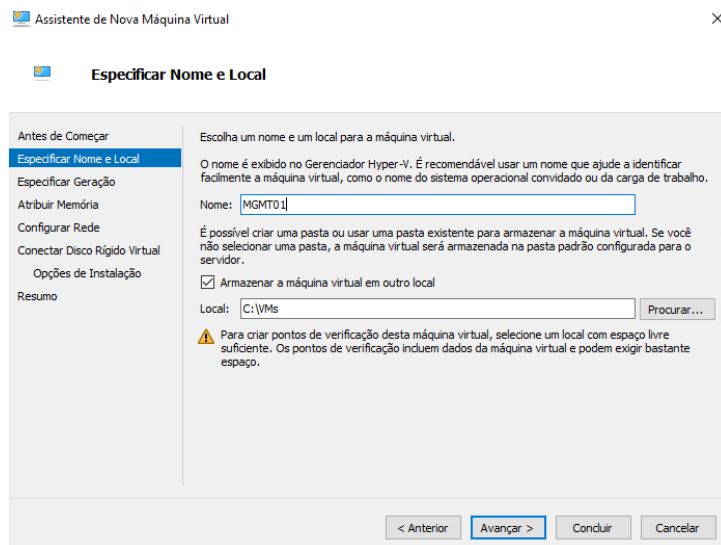 Assistente de Nova Máquina Virtual
Especificar Nome e Local
Antes de Começar
Especificar Nome e Local
Especificar Geração
Atribuir Memória
Configurar Rede
Conectar Disco Rígido Virtual
Opções de Instalação
Resumo
Escolha um nome e um local para a máquina virtual.
O nome é exibido no Gerenciador Hyper-V. É recomendável usar um nome que ajude a identificar
facilmente a máquina virtual, como o nome do sistema operacional convidado ou da carga de trabalho.
Nome: MGMT01
É possível criar uma pasta ou usar uma pasta existente para armazenar a máquina virtual. Se você
não selecionar uma pasta, a máquina virtual será armazenada na pasta padrão configurada para o
servidor.
Armazenar a máquina virtual em outro local
Local: C:\VMs Procurar...
Para criar pontos de verificação desta máquina virtual, selecione um local com espaço livre
suficiente. Os pontos de verificação incluem dados da máquina virtual e podem exigir bastante
espaço.
< Anterior Avançar > Concluir Cancelar